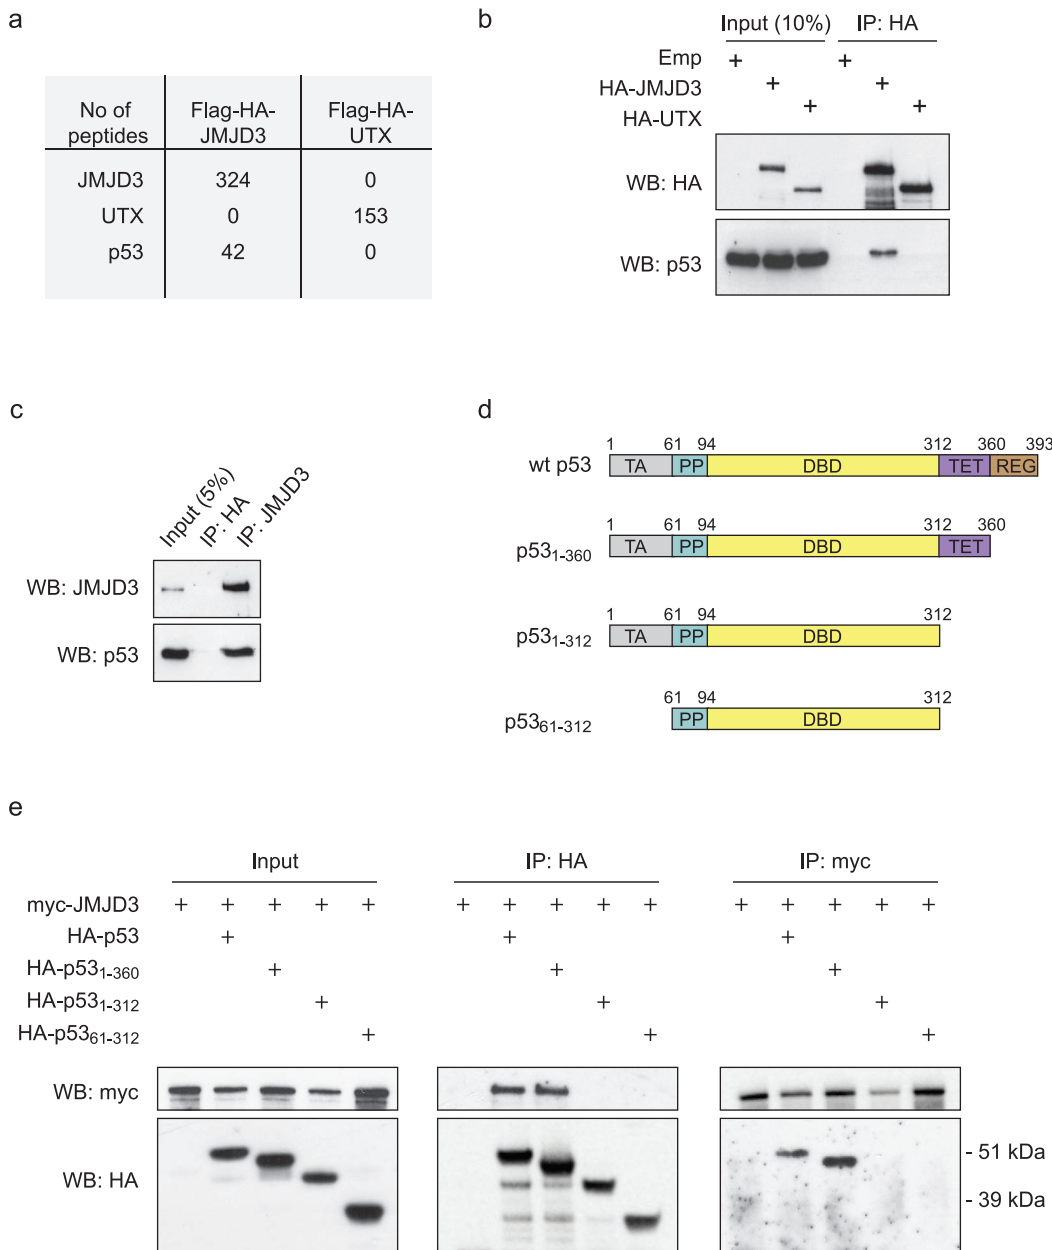 a
No of peptides
Flag-HA-JMJD3
Flag-HA-UTX
JMJD3 324 0
UTX 0 153
p53 42 0
b
Input (10%) IP: HA
Emp + +
HA-JMJD3 + +
HA-UTX + +
WB: HA
WB: p53
c
Input (5%)
IP: HA
IP: JMJD3
WB: JMJD3
WB: p53
d
1 61 94 312 360 393
wt p53 TA PP DBD TET REG
1 61 94 312 360
p53₁₋₃₆₀ TA PP DBD TET
1 61 94 312
p53₁₋₃₁₂ TA PP DBD
61 94 312
p53₆₁₋₃₁₂ PP DBD
e
Input IP: HA IP: myc
myc-JMJD3 + + + + + + + + + + + + + + +
HA-p53 + + +
HA-p53₁₋₃₆₀ + + +
HA-p53₁₋₃₁₂ + + +
HA-p53₆₁₋₃₁₂ + + +
WB: myc
WB: HA
- 51 kDa
- 39 kDa